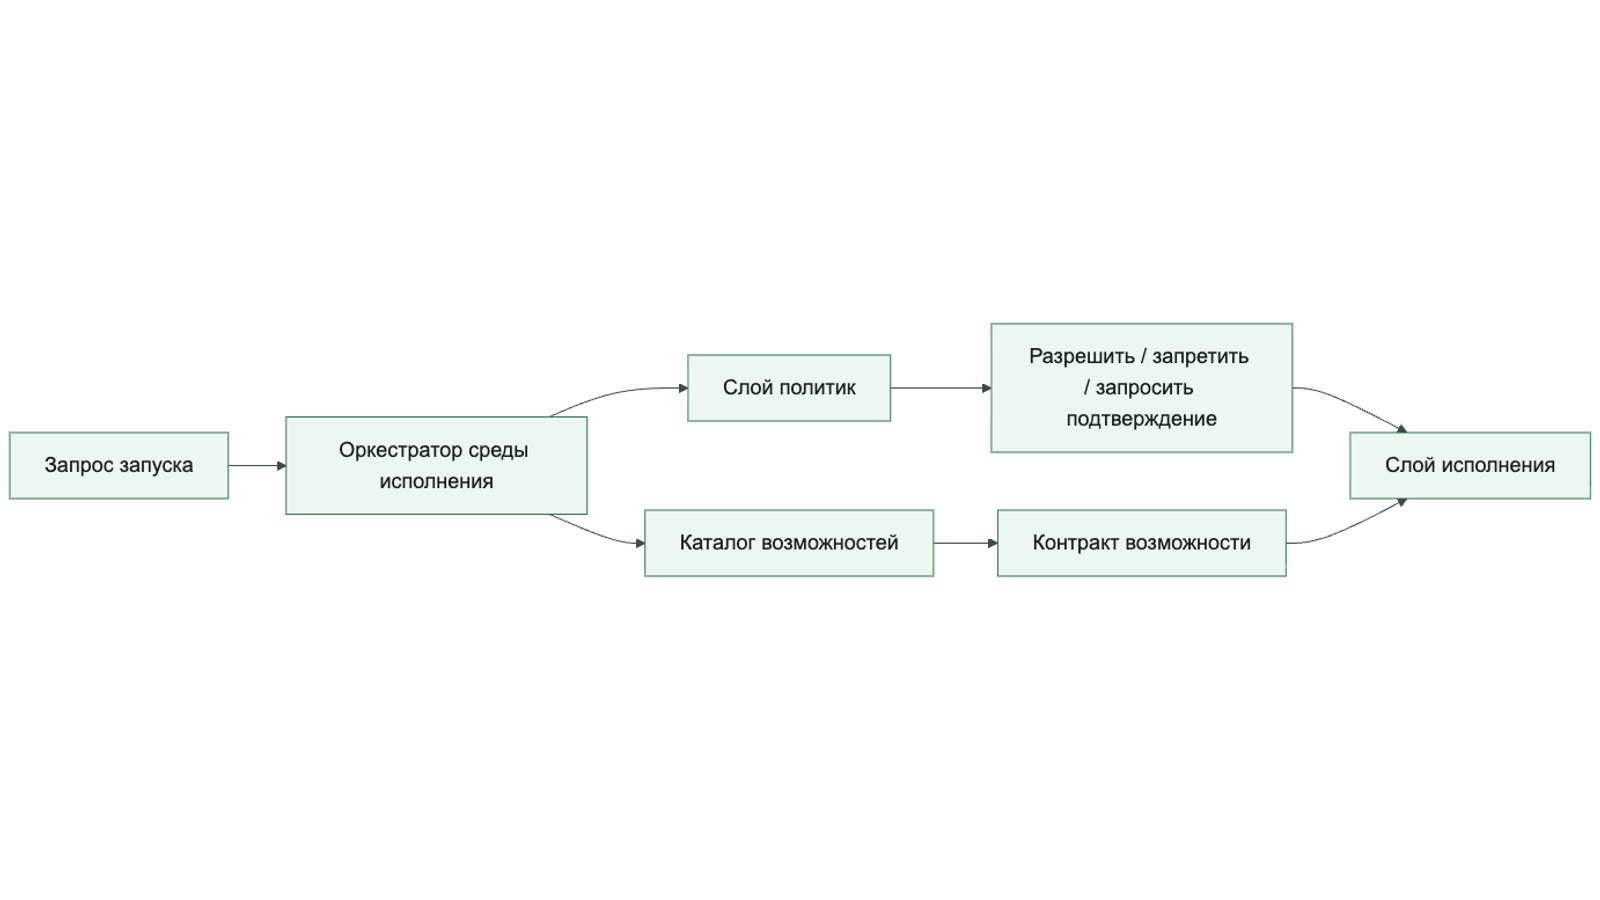 Запрос запуска
Оркестратор среды
исполнения
Слой политик
Разрешить / запретить
/ запросить
подтверждение
Каталог возможностей
Контракт возможности
Слой исполнения